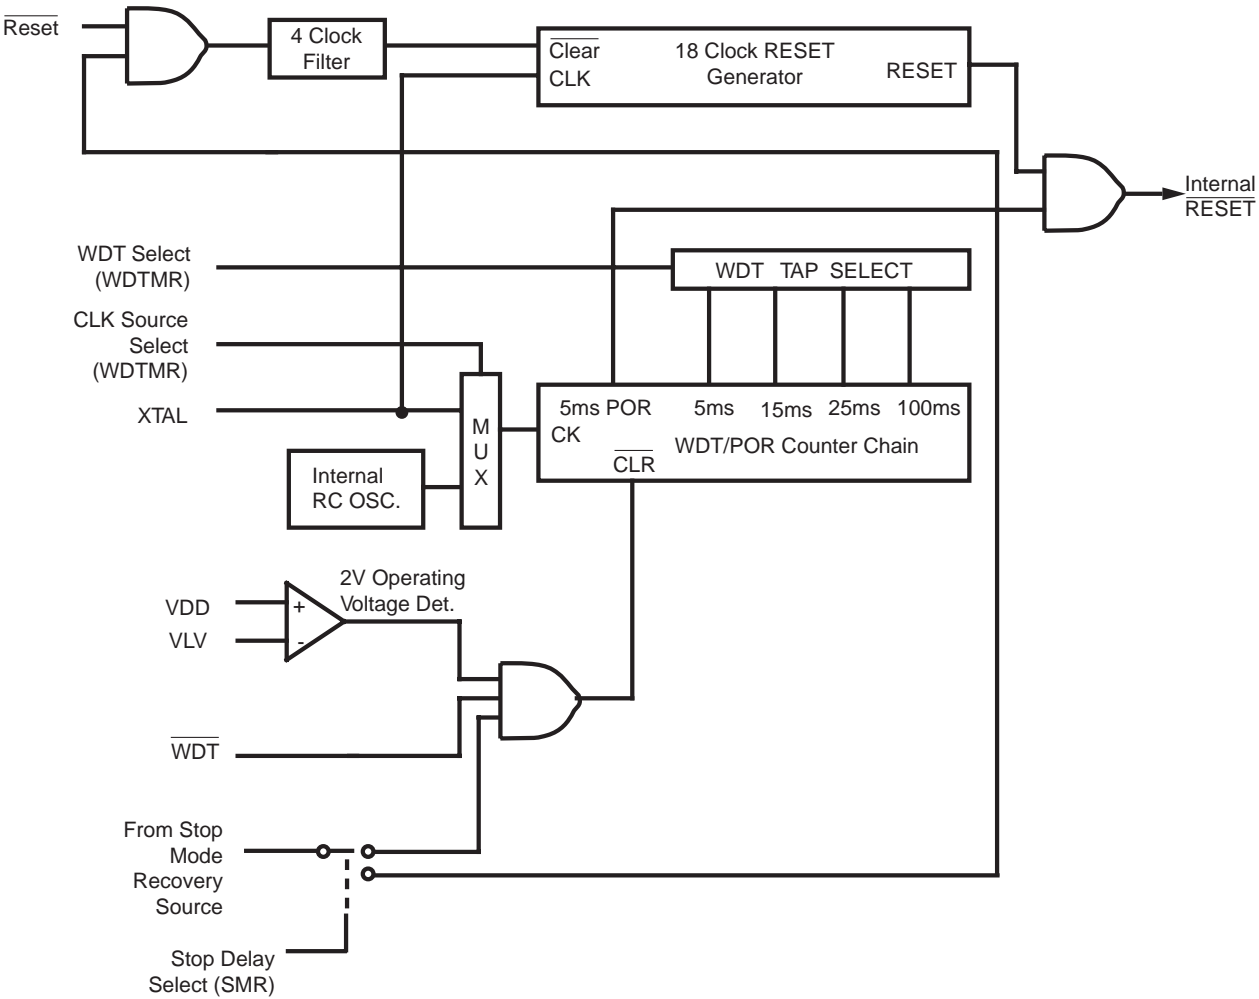 Reset
4 Clock
Filter
Clear
CLK
18 Clock RESET
Generator
RESET
Internal
RESET
WDT Select
(WDTMR)
WDT TAP SELECT
CLK Source
Select
(WDTMR)
XTAL
MUX
5ms POR
5ms
15ms
25ms
100ms
CK
WDT/POR Counter Chain
CLR
Internal
RC OSC.
2V Operating
Voltage Det.
VDD
+
VLV
-
WDT
From Stop
Mode
Recovery
Source
Stop Delay
Select (SMR)